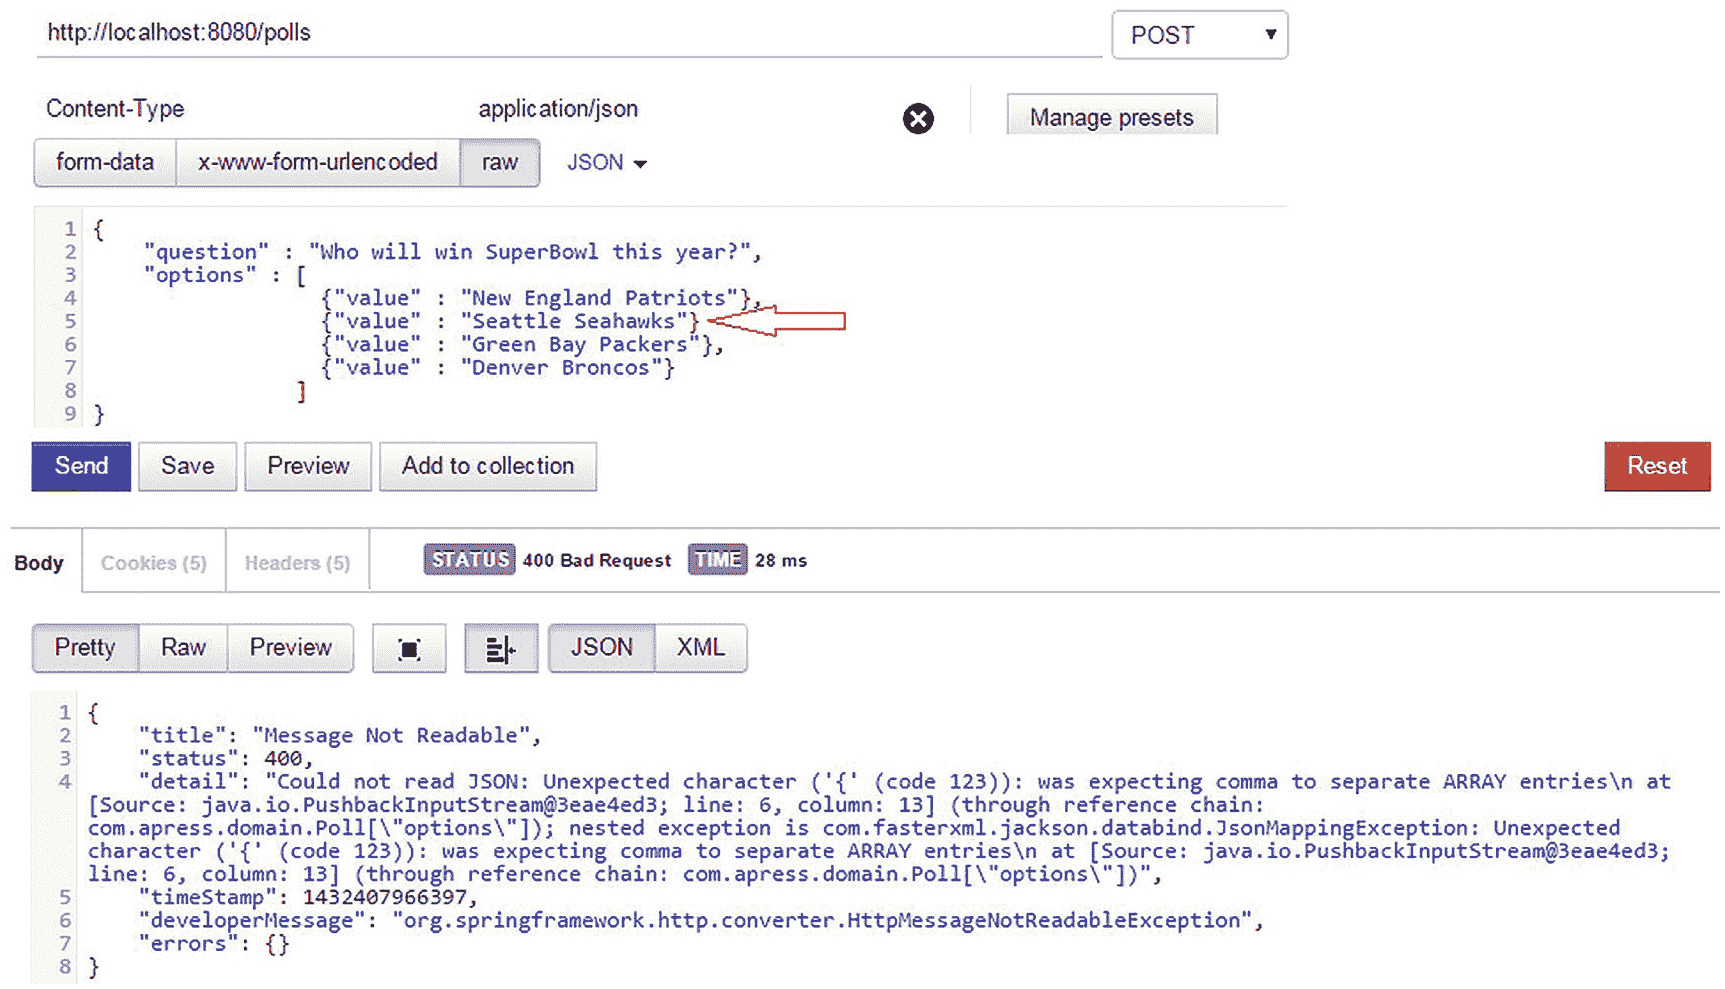 http://localhost:8080/polls
POST
Content-Type
application/json
Manage presets
form-data
x-www-form-urlencoded
raw
JSON
1 {
2 "question" : "Who will win SuperBowl this year?",
3 "options" : [
4 {"value" : "New England Patriots"},
5 {"value" : "Seattle Seahawks"}
6 {"value" : "Green Bay Packers"},
7 {"value" : "Denver Broncos"}
8 ]
9 }
Send
Save
Preview
Add to collection
Reset
Body
Cookies (5)
Headers (5)
STATUS 400 Bad Request
TIME 28 ms
Pretty
Raw
Preview
JSON
XML
1 {
2 "title": "Message Not Readable",
3 "status": 400,
4 "detail": "Could not read JSON: Unexpected character ('{' (code 123)): was expecting comma to separate ARRAY entries\n at
[Source: java.io.PushbackInputStream@3eae4ed3; line: 6, column: 13] (through reference chain:
com.apress.domain.Poll[\"options\"]); nested exception is com.fasterxml.jackson.databind.JsonMappingException: Unexpected
character ('{' (code 123)): was expecting comma to separate ARRAY entries\n at [Source: java.io.PushbackInputStream@3eae4ed3;
line: 6, column: 13] (through reference chain: com.apress.domain.Poll[\"options\"])",
5 "timeStamp": 1432407966397,
6 "developerMessage": "org.springframework.http.converter.HttpMessageNotReadableException",
7 "errors": {}
8 }